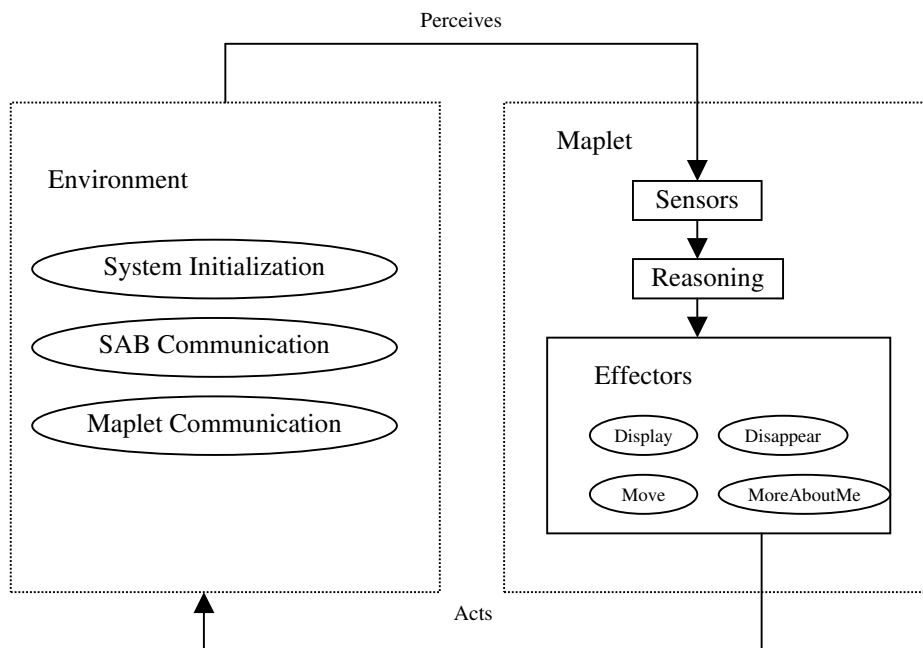 Perceives
Environment
System Initialization
SAB Communication
Maplet Communication
Maplet
Sensors
Reasoning
Effectors
Display
Disappear
Move
MoreAboutMe
Acts